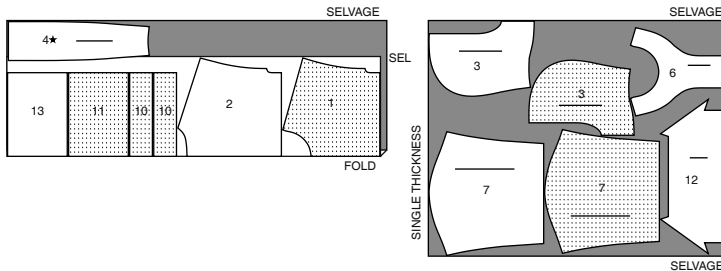 SELVAGE
4★
SEL
13 11 10 10 2 1
FOLD
SELVAGE
3 3 6
SINGLE THICKNESS
7 7 12
SELVAGE